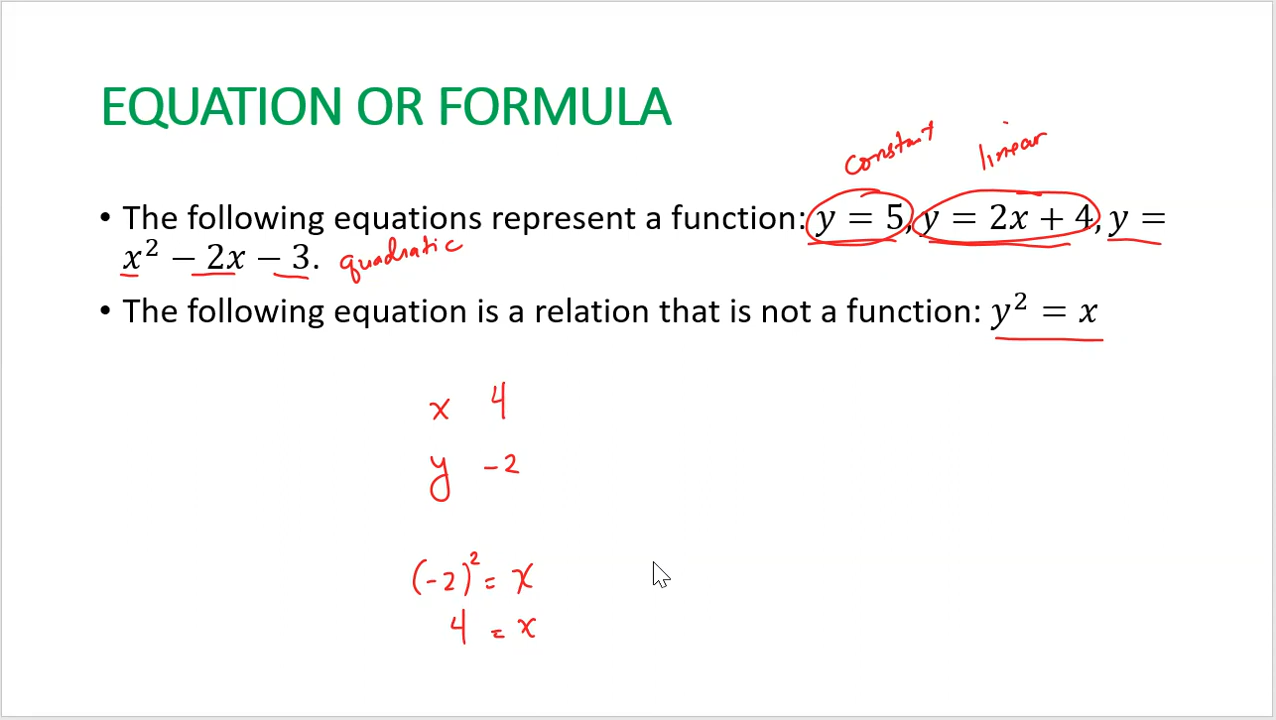 EQUATION OR FORMULA
constant linear
• The following equations represent a function: y = 5, y = 2x + 4, y =
x² − 2x − 3. quadratic
• The following equation is a relation that is not a function: y² = x
x 4
y -2
(-2)² = x
4 = x